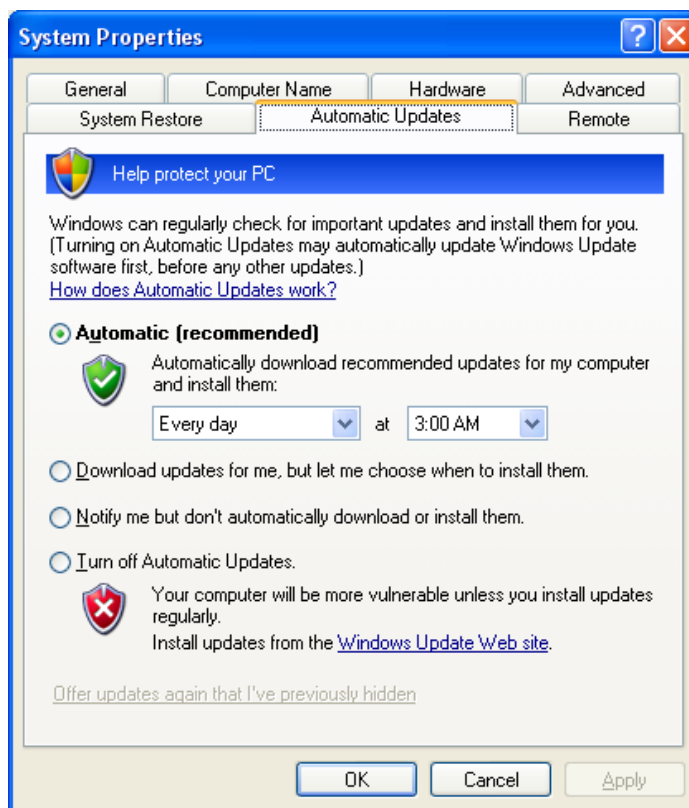 System Properties
General Computer Name Hardware Advanced
System Restore Automatic Updates Remote
Help protect your PC
Windows can regularly check for important updates and install them for you.
(Turning on Automatic Updates may automatically update Windows Update
software first, before any other updates.)
How does Automatic Updates work?
Automatic (recommended)
Automatically download recommended updates for my computer
and install them:
Every day at 3:00 AM
Download updates for me, but let me choose when to install them.
Notify me but don't automatically download or install them.
Turn off Automatic Updates.
Your computer will be more vulnerable unless you install updates
regularly.
Install updates from the Windows Update Web site.
Offer updates again that I've previously hidden
OK Cancel Apply